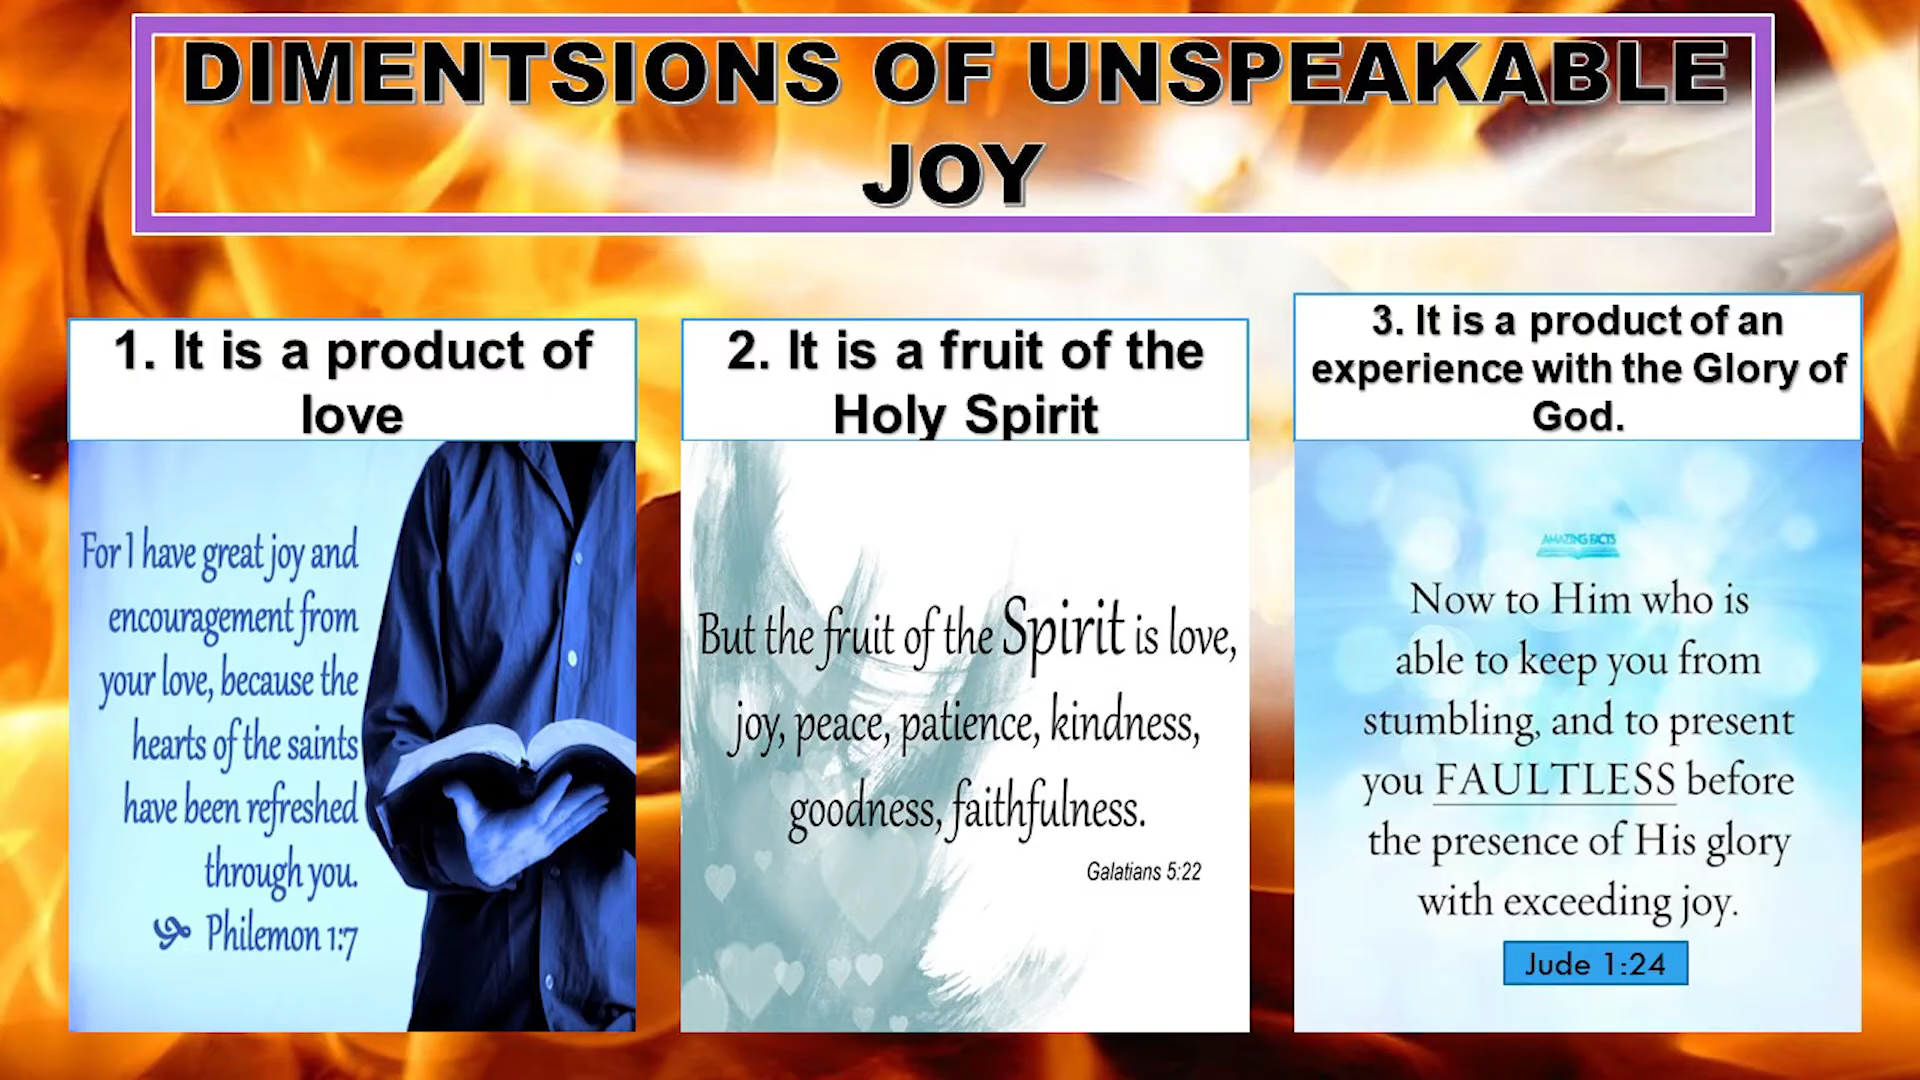 DIMENTSIONS OF UNSPEAKABLE
JOY
1. It is a product of
love
2. It is a fruit of the
Holy Spirit
3. It is a product of an
experience with the Glory of
God.
For I have great joy and
encouragement from
your love, because the
hearts of the saints
have been refreshed
through you.
Philemon 1:7
But the fruit of the Spirit is love,
joy, peace, patience, kindness,
goodness, faithfulness.
Galatians 5:22
AMAZING FACTS
Now to Him who is
able to keep you from
stumbling, and to present
you FAULTLESS before
the presence of His glory
with exceeding joy.
Jude 1:24